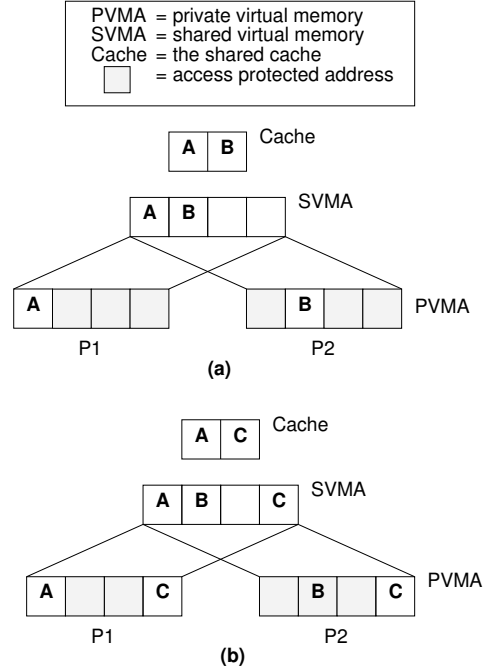 PVMA = private virtual memory
SVMA = shared virtual memory
Cache = the shared cache
= access protected address
A B Cache
A B SVMA
A B PVMA
P1 P2
(a)
A C Cache
A B C SVMA
A C B C PVMA
P1 P2
(b)